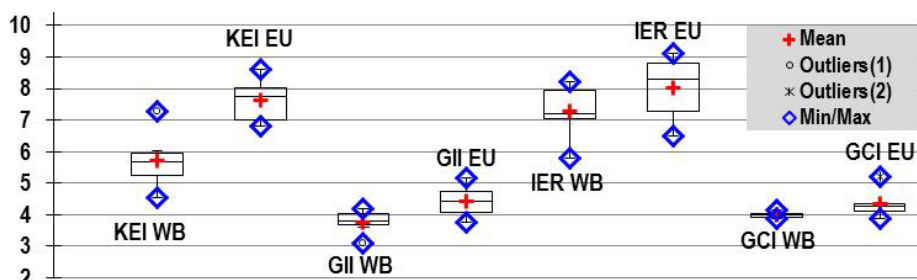 10
9
8
7
6
5
4
3
2
KEI WB
KEI EU
GII WB
GII EU
IER WB
IER EU
GCI WB
GCI EU
Mean
Outliers(1)
Outliers(2)
Min/Max